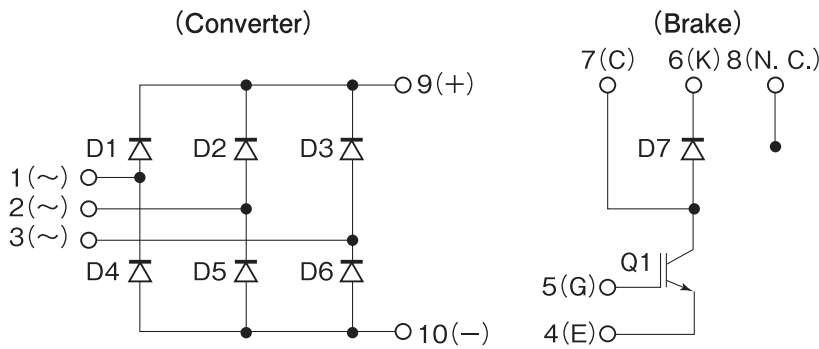 (Converter)
(Brake)
7(C) 6(K) 8(N. C.)
9(+)
D1 D2 D3
D7
1(～)
2(～)
3(～)
D4 D5 D6
Q1
5(G)
4(E)
10(−)